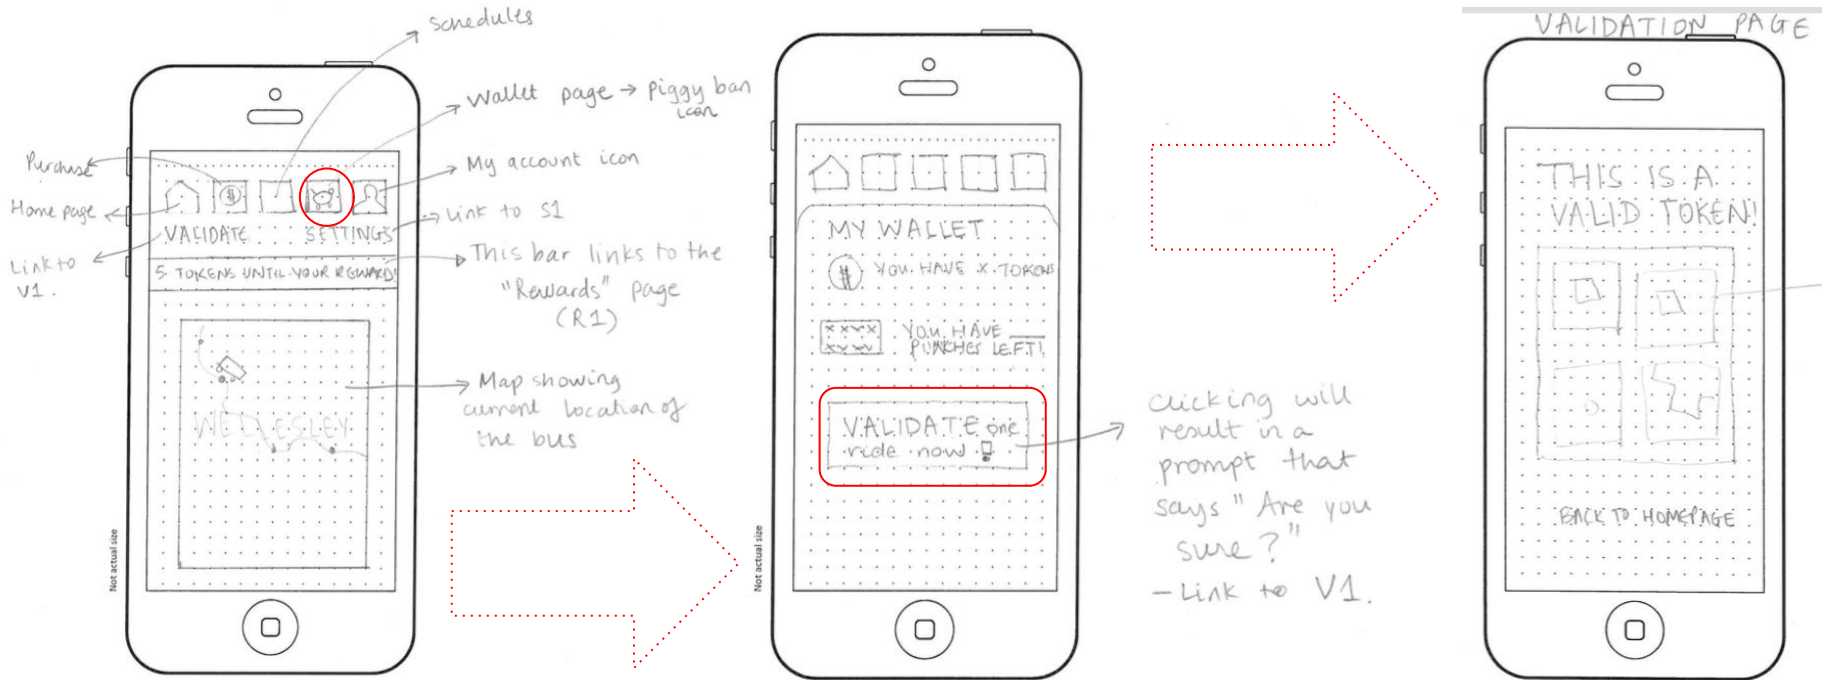 schedules
Wallet page → piggy ban
icon
Purchase
My account icon
Home page
Link to S1
VALIDATE
SETTINGS
Link to
V1.
5 TOKENS UNTIL YOUR REWARD!
This bar links to the
"Rewards" page
(R1)
WELLESLEY
Map showing
current location of
the bus
Not actual size
MY WALLET
$ YOU HAVE X TOKENS
YOU HAVE ___
PUNCHES LEFT!
VALIDATE one
ride now !
clicking will
result in a
prompt that
says "Are you
sure?"
- Link to V1.
Not actual size
VALIDATION PAGE
THIS IS A
VALID TOKEN!
BACK TO HOMEPAGE